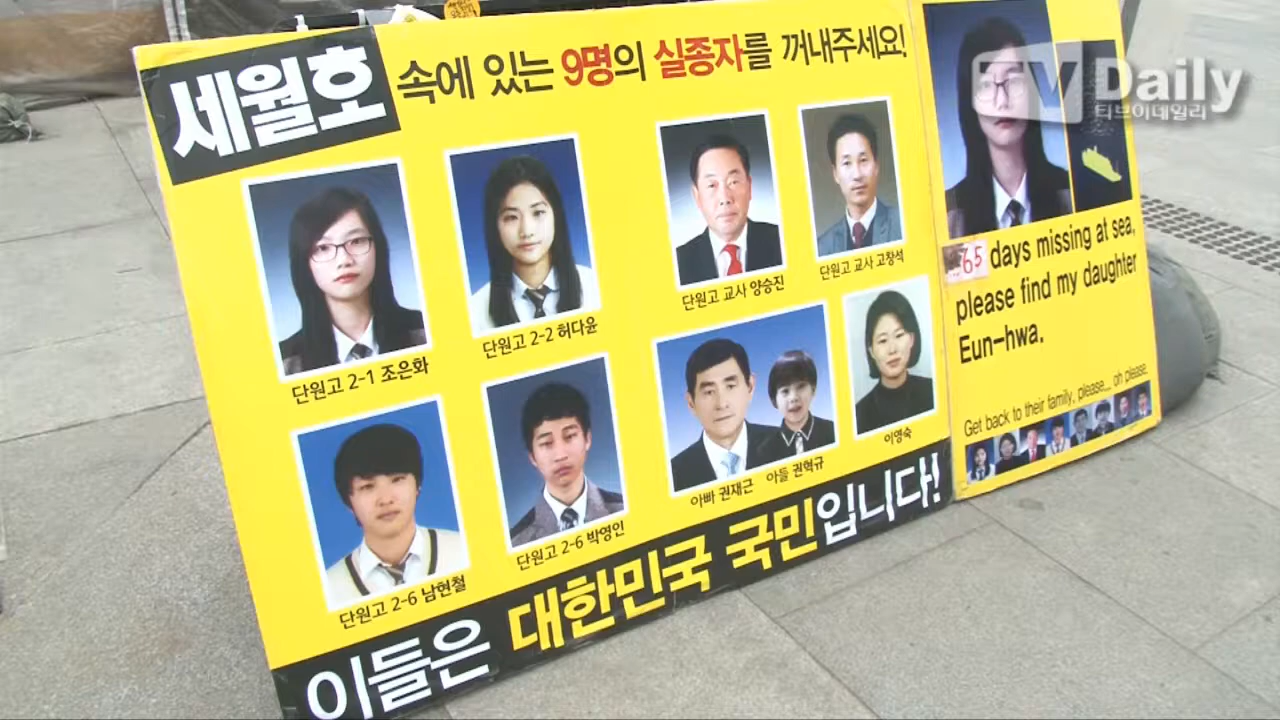 세월호 속에 있는 9명의 실종자를 꺼내주세요!
단원고 2-1 조은화
단원고 2-2 허다윤
단원고 교사 양승진
단원고 교사 고창석
단원고 2-6 남현철
단원고 2-6 박영인
아빠 권재근
아들 권혁규
이영숙
이들은 대한민국 국민입니다!
65 days missing at sea,
please find my daughter
Eun-hwa.
Get back to their family, please... oh please.
TV Daily
티브이데일리